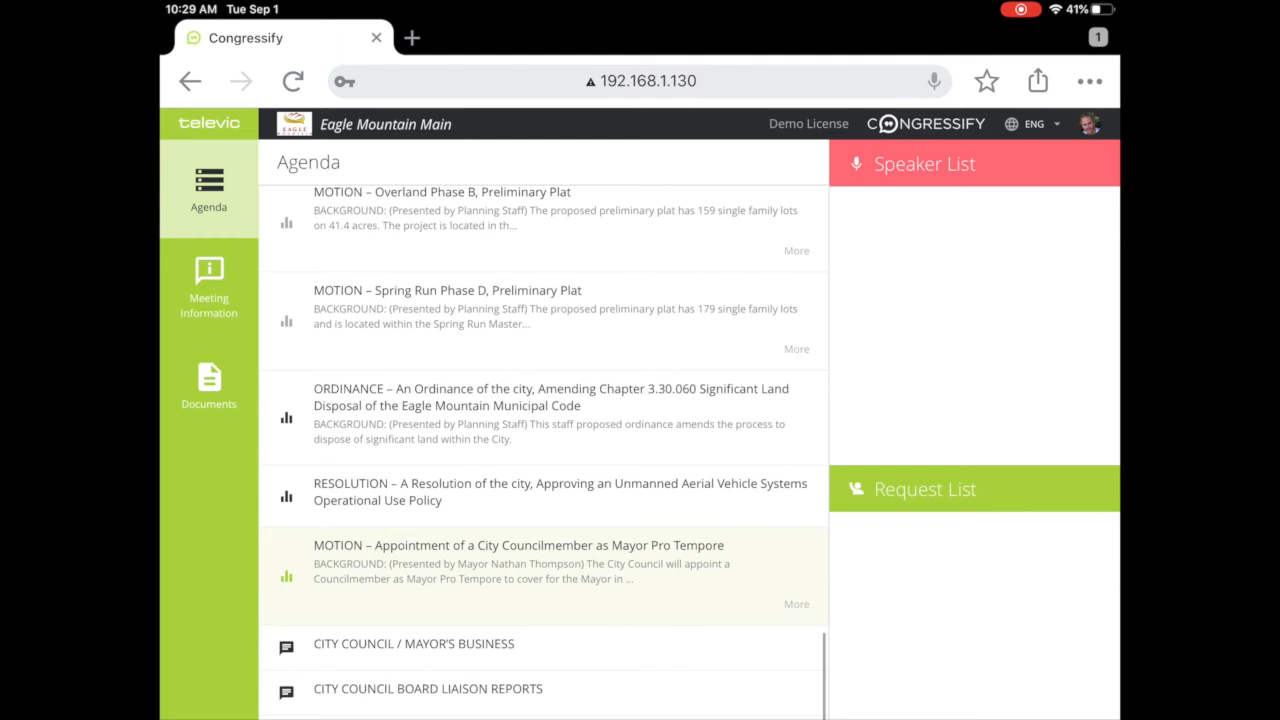 10:29 AM Tue Sep 1
41%
Congressify
1
192.168.1.130
televic
EAGLE
Eagle Mountain Main
Demo License
CONGRESSIFY
ENG
Agenda
Meeting
Information
Documents
Agenda
MOTION – Overland Phase B, Preliminary Plat
BACKGROUND: (Presented by Planning Staff) The proposed preliminary plat has 159 single family lots
on 41.4 acres. The project is located in th...
More
MOTION – Spring Run Phase D, Preliminary Plat
BACKGROUND: (Presented by Planning Staff) The proposed preliminary plat has 179 single family lots
and is located within the Spring Run Master...
More
ORDINANCE – An Ordinance of the city, Amending Chapter 3.30.060 Significant Land
Disposal of the Eagle Mountain Municipal Code
BACKGROUND: (Presented by Planning Staff) This staff proposed ordinance amends the process to
dispose of significant land within the City.
RESOLUTION – A Resolution of the city, Approving an Unmanned Aerial Vehicle Systems
Operational Use Policy
MOTION – Appointment of a City Councilmember as Mayor Pro Tempore
BACKGROUND: (Presented by Mayor Nathan Thompson) The City Council will appoint a
Councilmember as Mayor Pro Tempore to cover for the Mayor in ...
More
CITY COUNCIL / MAYOR'S BUSINESS
CITY COUNCIL BOARD LIAISON REPORTS
Speaker List
Request List